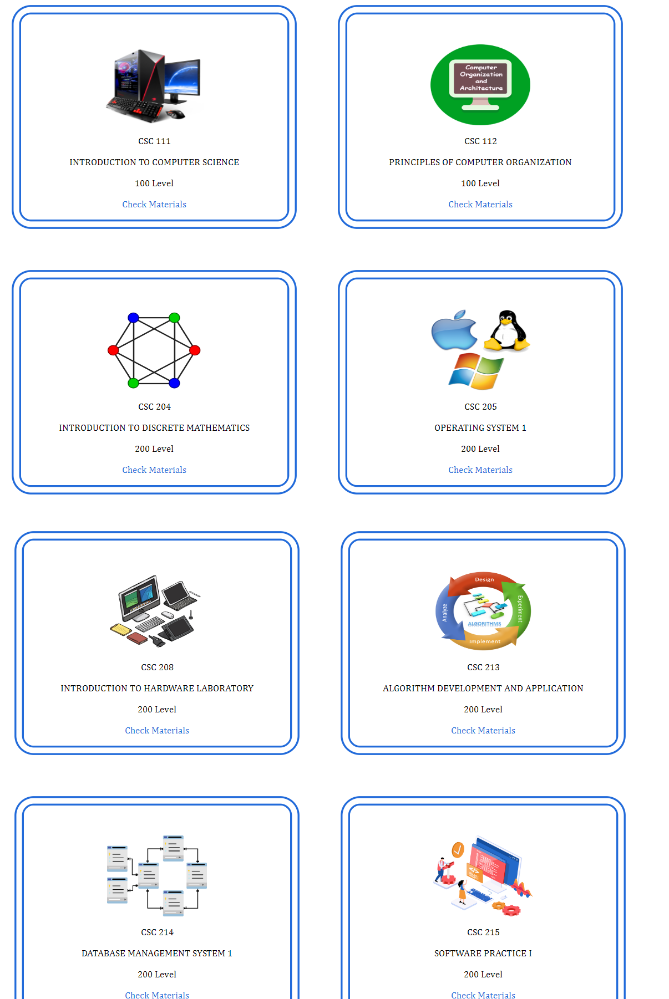 CSC 111
INTRODUCTION TO COMPUTER SCIENCE
100 Level
Check Materials
Computer
Organization
and
Architecture
CSC 112
PRINCIPLES OF COMPUTER ORGANIZATION
100 Level
Check Materials
CSC 204
INTRODUCTION TO DISCRETE MATHEMATICS
200 Level
Check Materials
CSC 205
OPERATING SYSTEM 1
200 Level
Check Materials
CSC 208
INTRODUCTION TO HARDWARE LABORATORY
200 Level
Check Materials
Design
Experiment
Analyze
ALGORITHMS
Implement
CSC 213
ALGORITHM DEVELOPMENT AND APPLICATION
200 Level
Check Materials
CSC 214
DATABASE MANAGEMENT SYSTEM 1
200 Level
Check Materials
</>
CSC 215
SOFTWARE PRACTICE I
200 Level
Check Materials